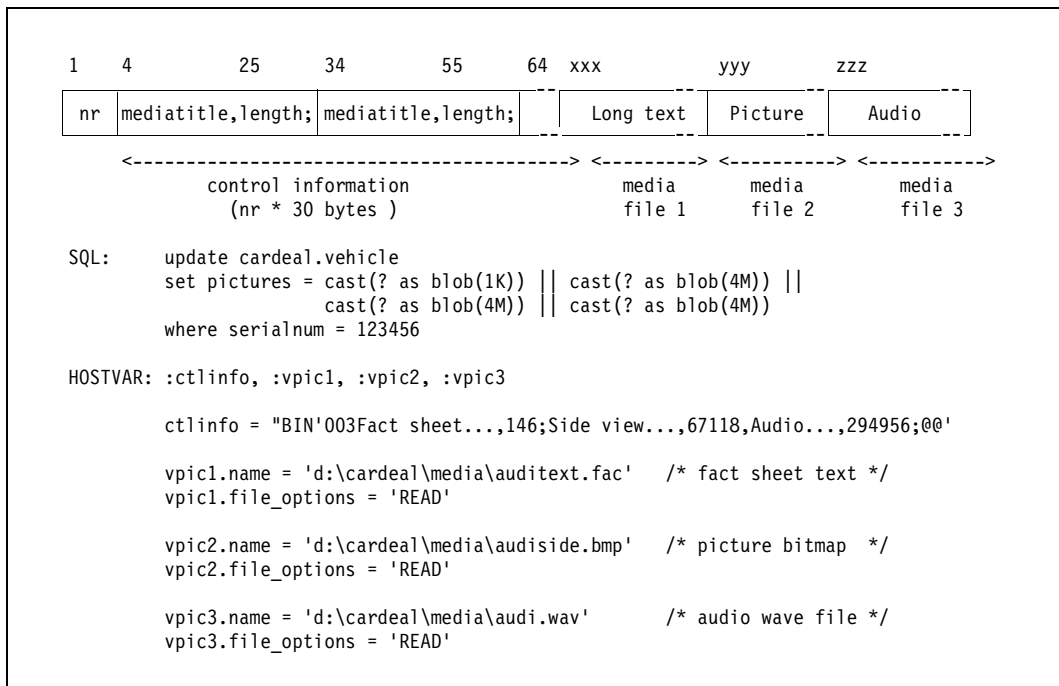 1 4 25 34 55 64 xxx yyy zzz
nr mediatitle,length; mediatitle,length; Long text Picture Audio
<-----------------------------------------> <---------> <----------> <----------->
control information media media media
(nr * 30 bytes ) file 1 file 2 file 3
SQL: update cardeal.vehicle
set pictures = cast(? as blob(1K)) || cast(? as blob(4M)) ||
cast(? as blob(4M)) || cast(? as blob(4M))
where serialnum = 123456
HOSTVAR: :ctlinfo, :vpic1, :vpic2, :vpic3
ctlinfo = "BIN'003Fact sheet...,146;Side view...,67118,Audio...,294956;@@'
vpic1.name = 'd:\cardeal\media\auditext.fac' /* fact sheet text */
vpic1.file_options = 'READ'
vpic2.name = 'd:\cardeal\media\audiside.bmp' /* picture bitmap */
vpic2.file_options = 'READ'
vpic3.name = 'd:\cardeal\media\audi.wav' /* audio wave file */
vpic3.file_options = 'READ'